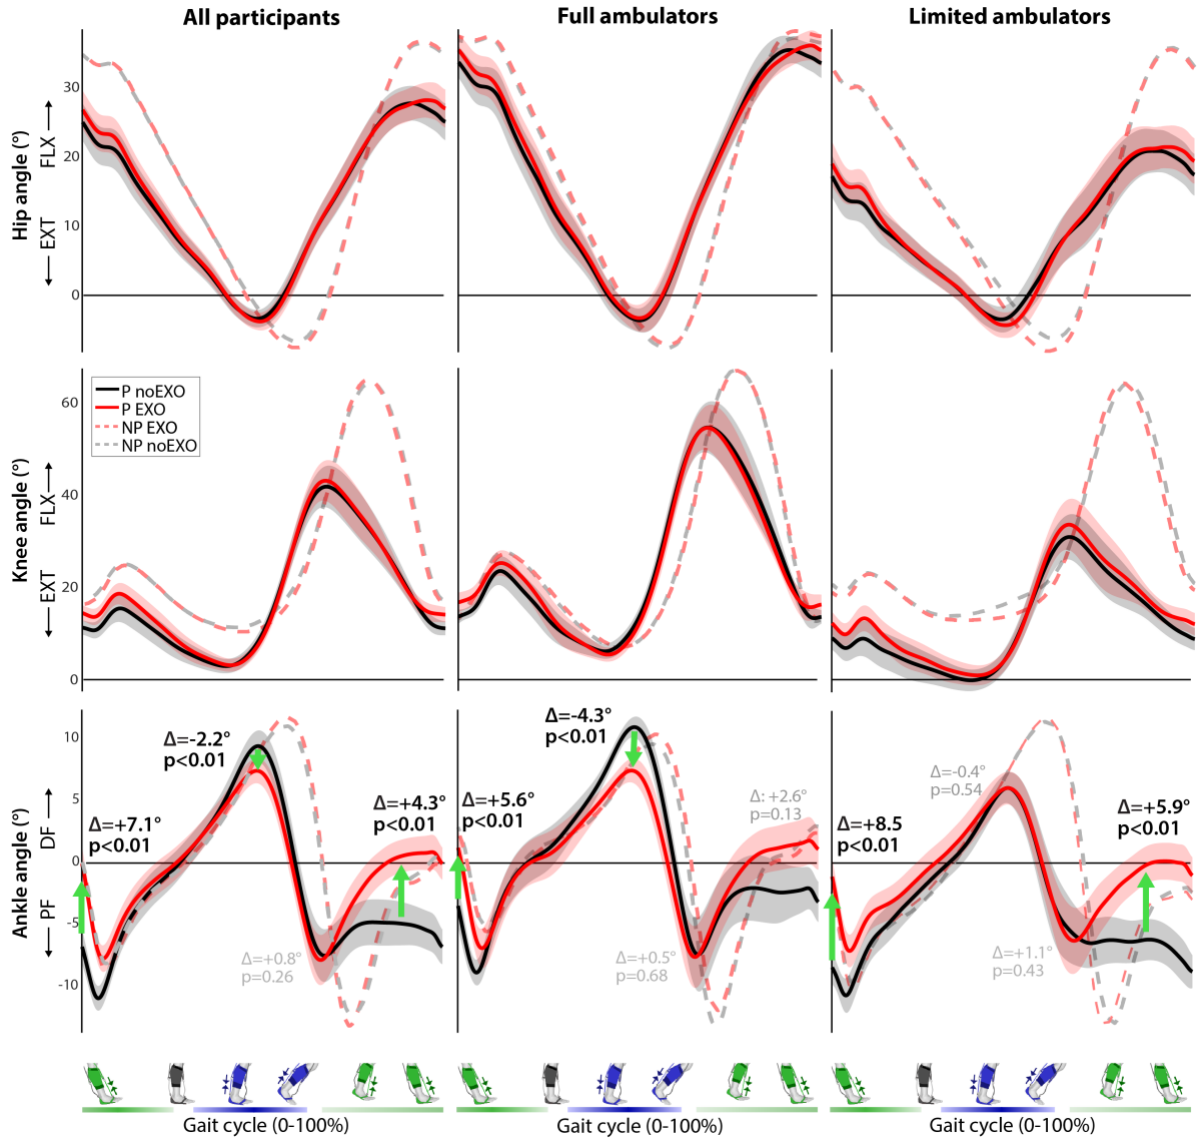 All participants
Full ambulators
Limited ambulators
Hip angle (°)
EXT
FLX
30
20
10
0
Knee angle (°)
EXT
FLX
60
40
20
0
P noEXO
P EXO
NP EXO
NP noEXO
Ankle angle (°)
PF
DF
10
5
0
-5
-10
Δ=-2.2°
p<0.01
Δ=+7.1°
p<0.01
Δ=+4.3°
p<0.01
Δ=+0.8°
p=0.26
Δ=-4.3°
p<0.01
Δ=+5.6°
p<0.01
Δ: +2.6°
p=0.13
Δ=+0.5°
p=0.68
Δ=-0.4°
p=0.54
Δ=+8.5
p<0.01
Δ=+5.9°
p<0.01
Δ=+1.1°
p=0.43
Gait cycle (0-100%)
Gait cycle (0-100%)
Gait cycle (0-100%)